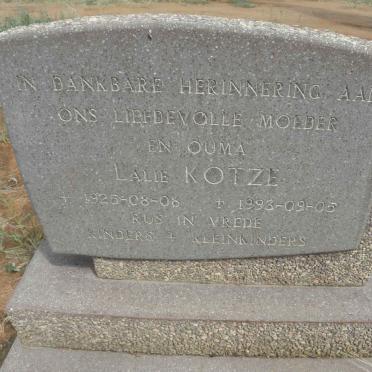 IN DANKBARE HERINNERING AAN
ONS LIEFDEVOLLE MOEDER
EN OUMA
LALIE KOTZE
* 1925-08-08 + 1993-09-05
RUS IN VREDE
KINDERS + KLEINKINDERS